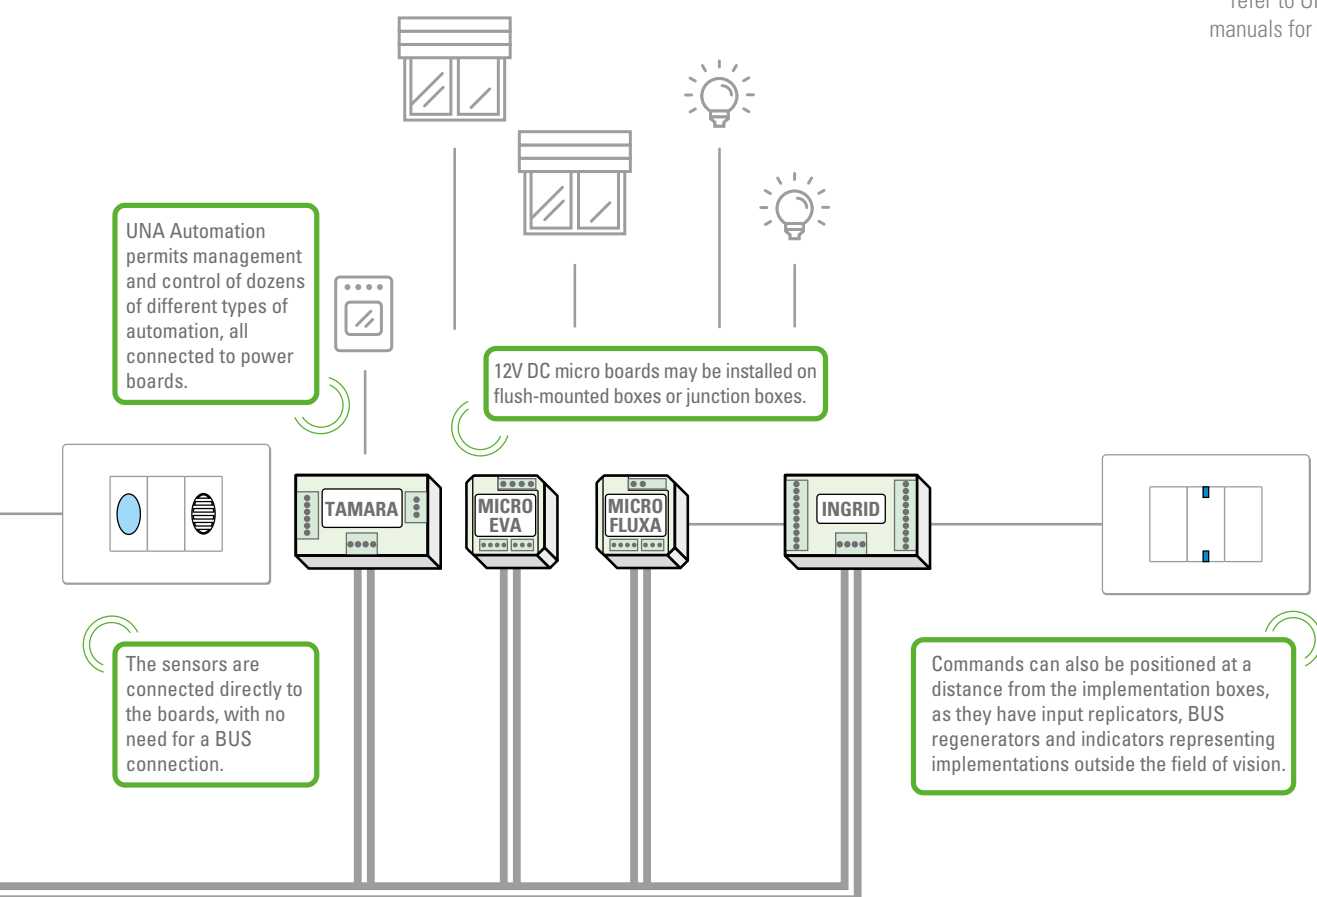 refer to
manuals for
UNA Automation
permits management
and control of dozens
of different types of
automation, all
connected to power
boards.
12V DC micro boards may be installed on
flush-mounted boxes or junction boxes.
TAMARA
MICRO
EVA
MICRO
FLUXA
INGRID
The sensors are
connected directly to
the boards, with no
need for a BUS
connection.
Commands can also be positioned at a
distance from the implementation boxes,
as they have input replicators, BUS
regenerators and indicators representing
implementations outside the field of vision.